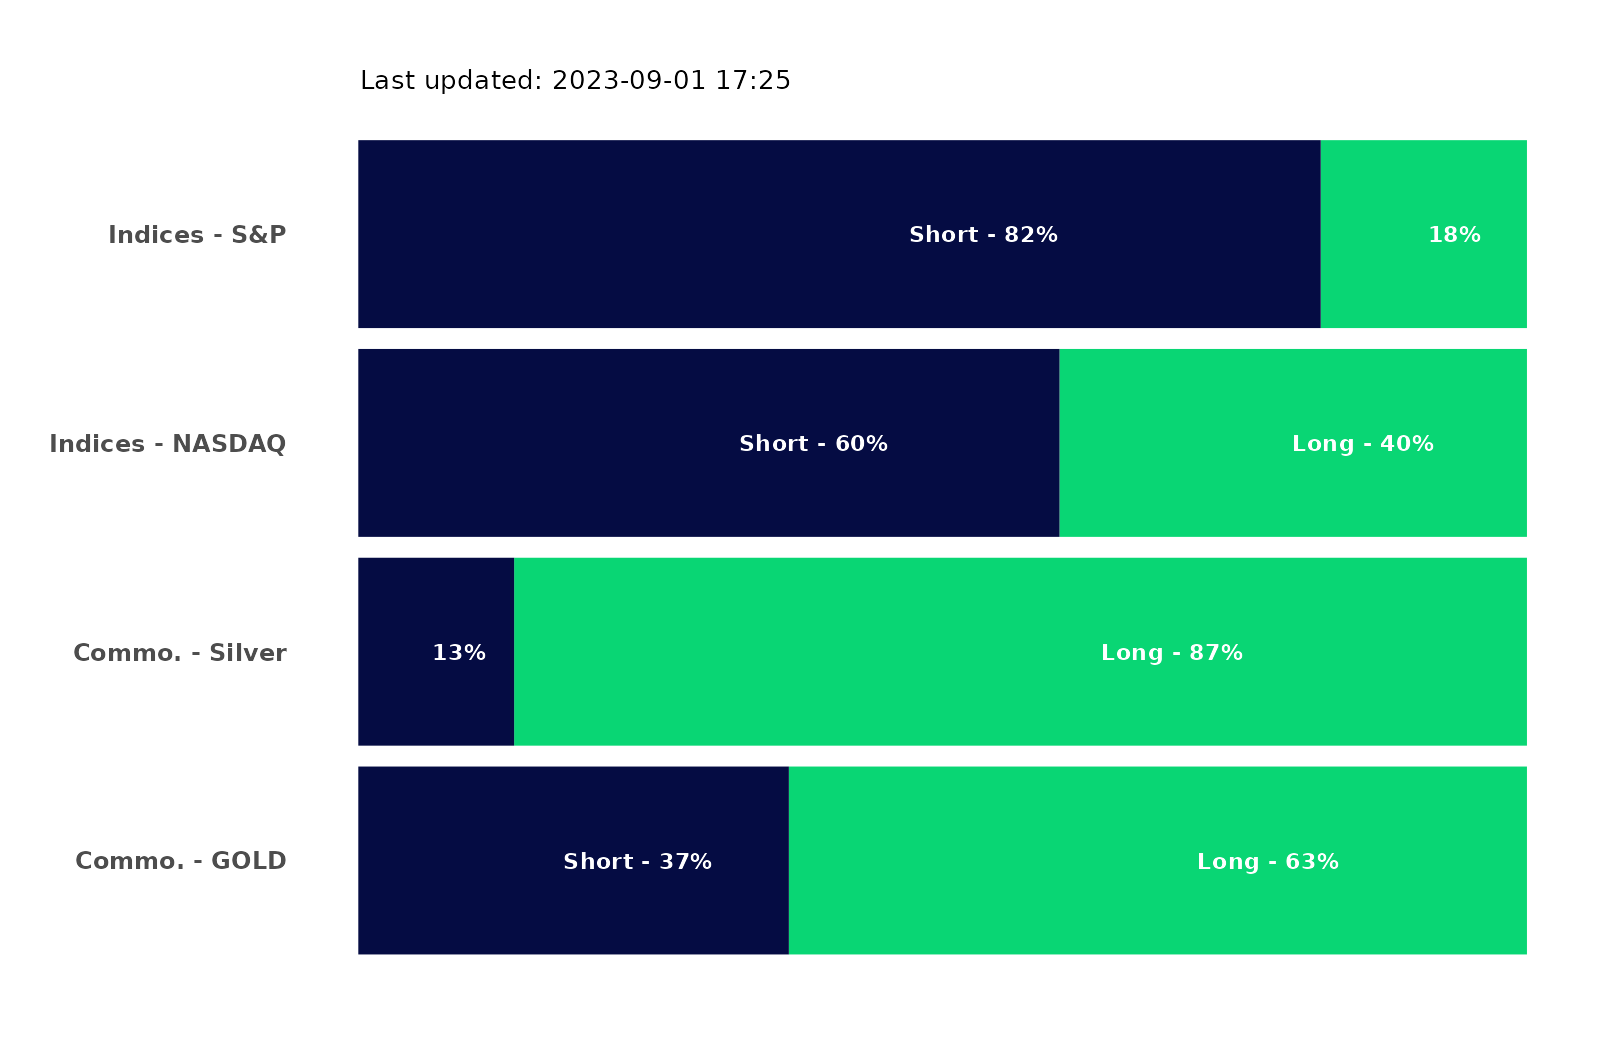 Last updated: 2023-09-01 17:25
Indices - S&P Short - 82% 18%
Indices - NASDAQ Short - 60% Long - 40%
Commo. - Silver 13% Long - 87%
Commo. - GOLD Short - 37% Long - 63%